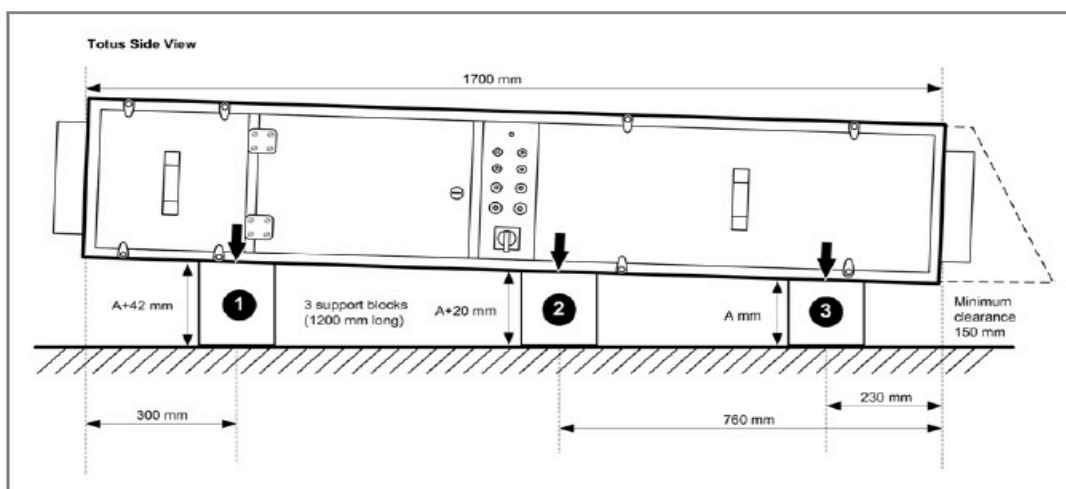 Totus Side View
1700 mm
A+42 mm
1
3 support blocks
(1200 mm long)
A+20 mm
2
A mm
3
Minimum
clearance
150 mm
300 mm
760 mm
230 mm